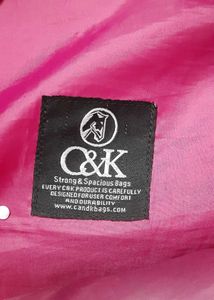 C&K
Strong & Spacious Bags
EVERY C&K PRODUCT IS CAREFULLY
DESIGNED FOR USER COMFORT
AND DURABILITY
www.candkbags.com